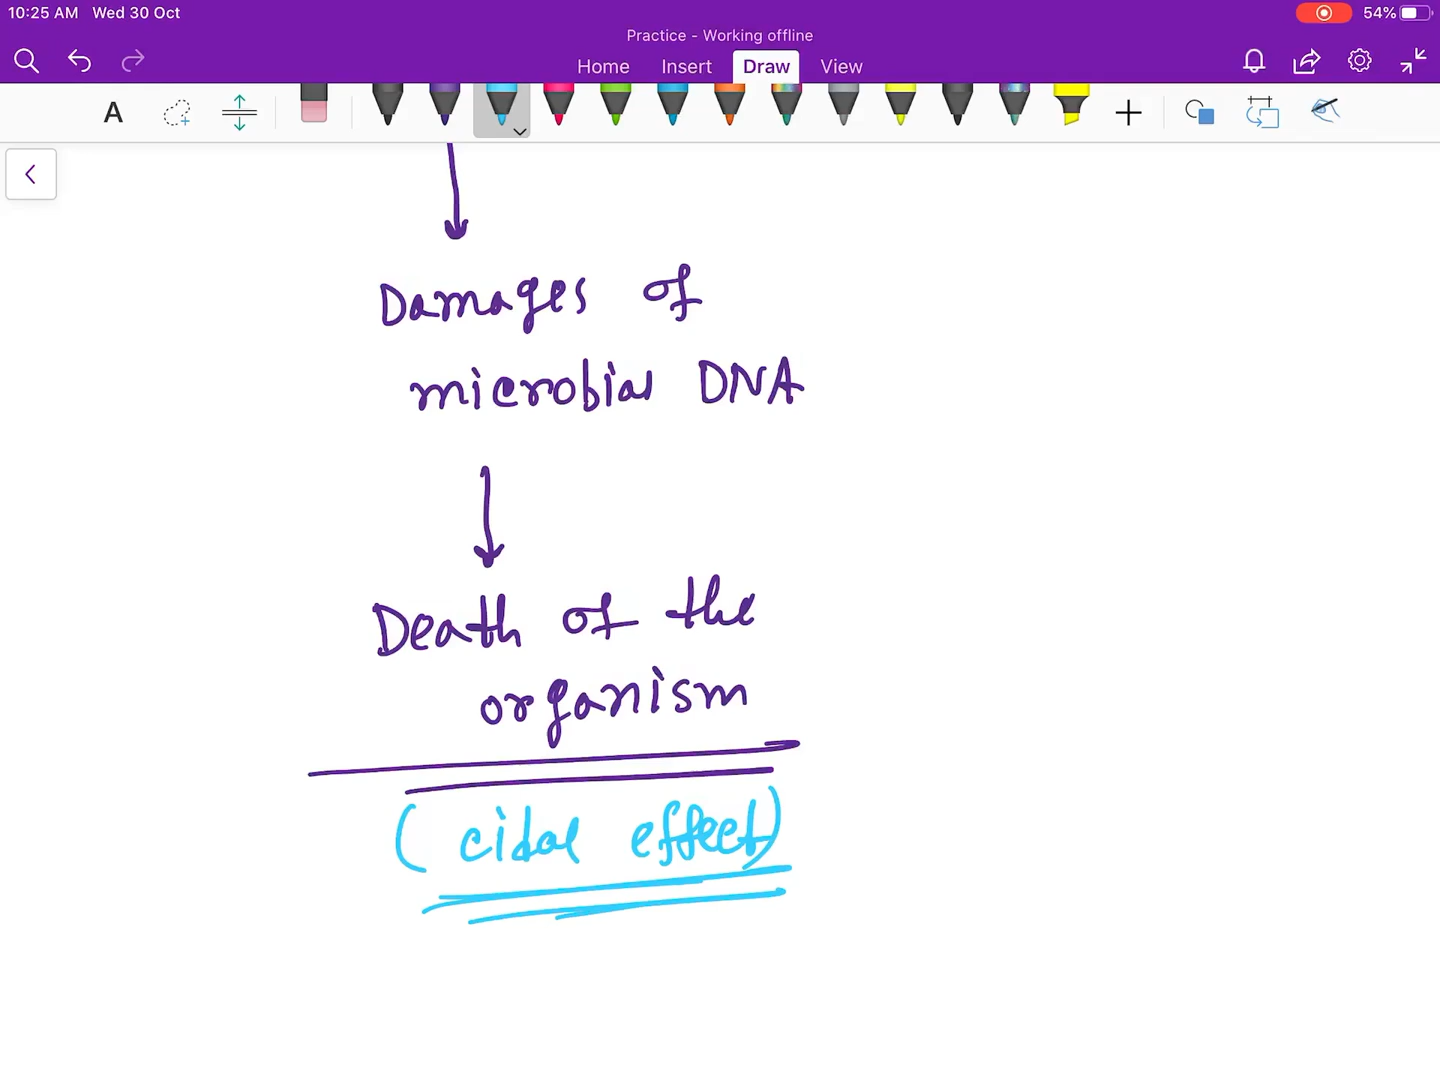 10:25 AM Wed 30 Oct
54%
Practice - Working offline
Home Insert Draw View
A
Damages of
microbial DNA
Death of the
organism
(cidal effect)